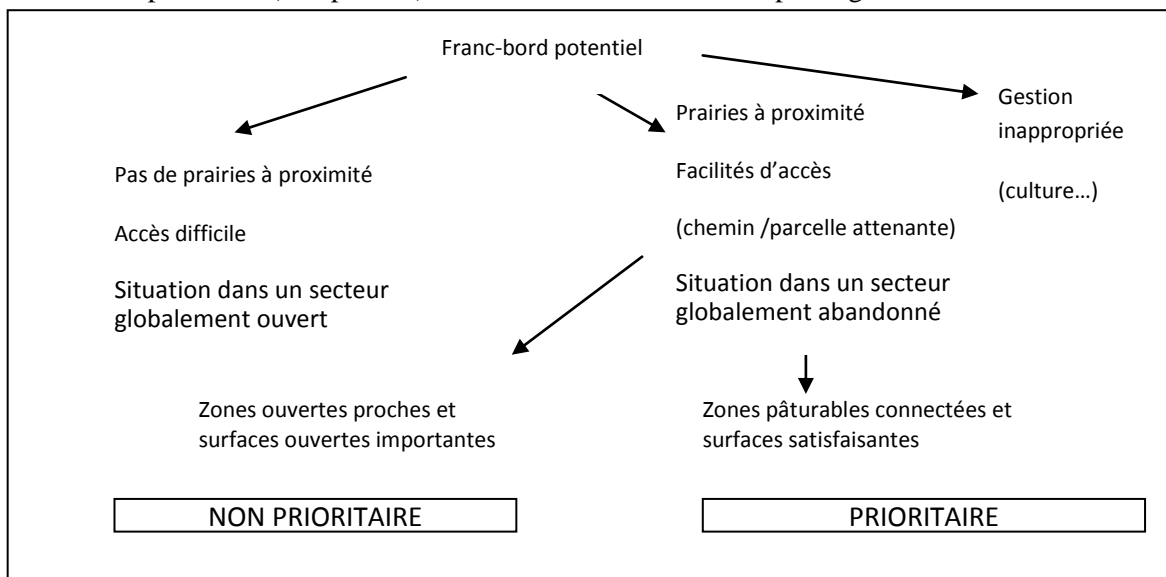 Franc-bord potentiel
Pas de prairies à proximité
Accès difficile
Situation dans un secteur
globalement ouvert
Prairies à proximité
Facilités d’accès
(chemin /parcelle attenante)
Situation dans un secteur
globalement abandonné
Gestion
inappropriée
(culture…)
Zones ouvertes proches et
surfaces ouvertes importantes
Zones pâturables connectées et
surfaces satisfaisantes
NON PRIORITAIRE
PRIORITAIRE